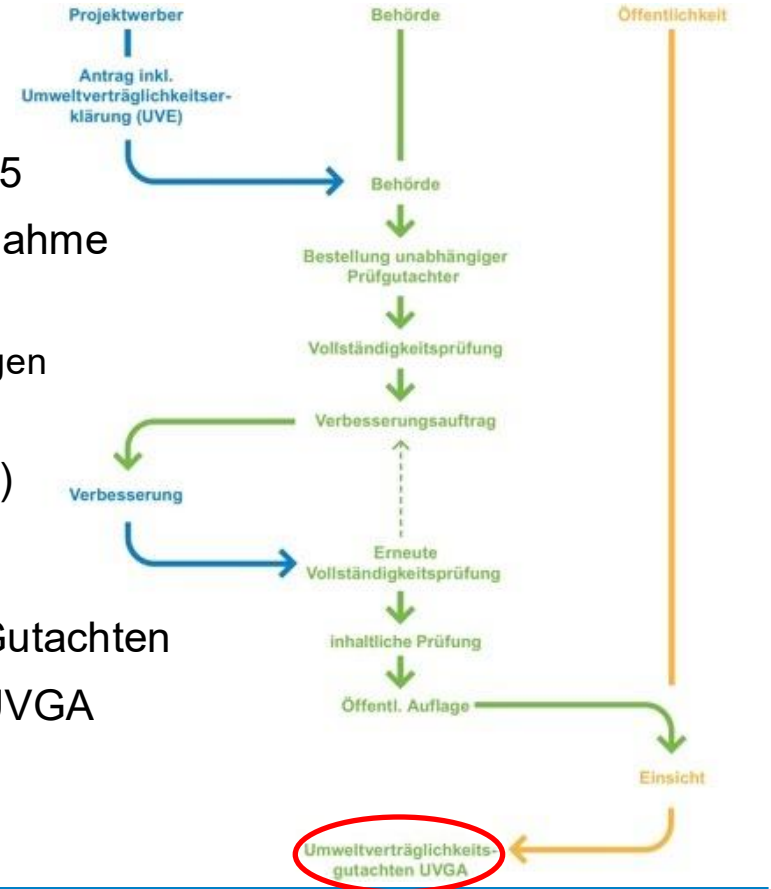 Projektwerber
Behörde
Öffentlichkeit
Antrag inkl.
Umweltverträglichkeitser-
klärung (UVE)
5
Behörde
ahme
Bestellung unabhängiger
Prüfgutachter
Vollständigkeitsprüfung
gen
Verbesserungsauftrag
)
Verbesserung
Erneute
Vollständigkeitsprüfung
Gutachten
inhaltliche Prüfung
UVGA
Öffentl. Auflage
Einsicht
Umweltverträglichkeits-
gutachten UVGA